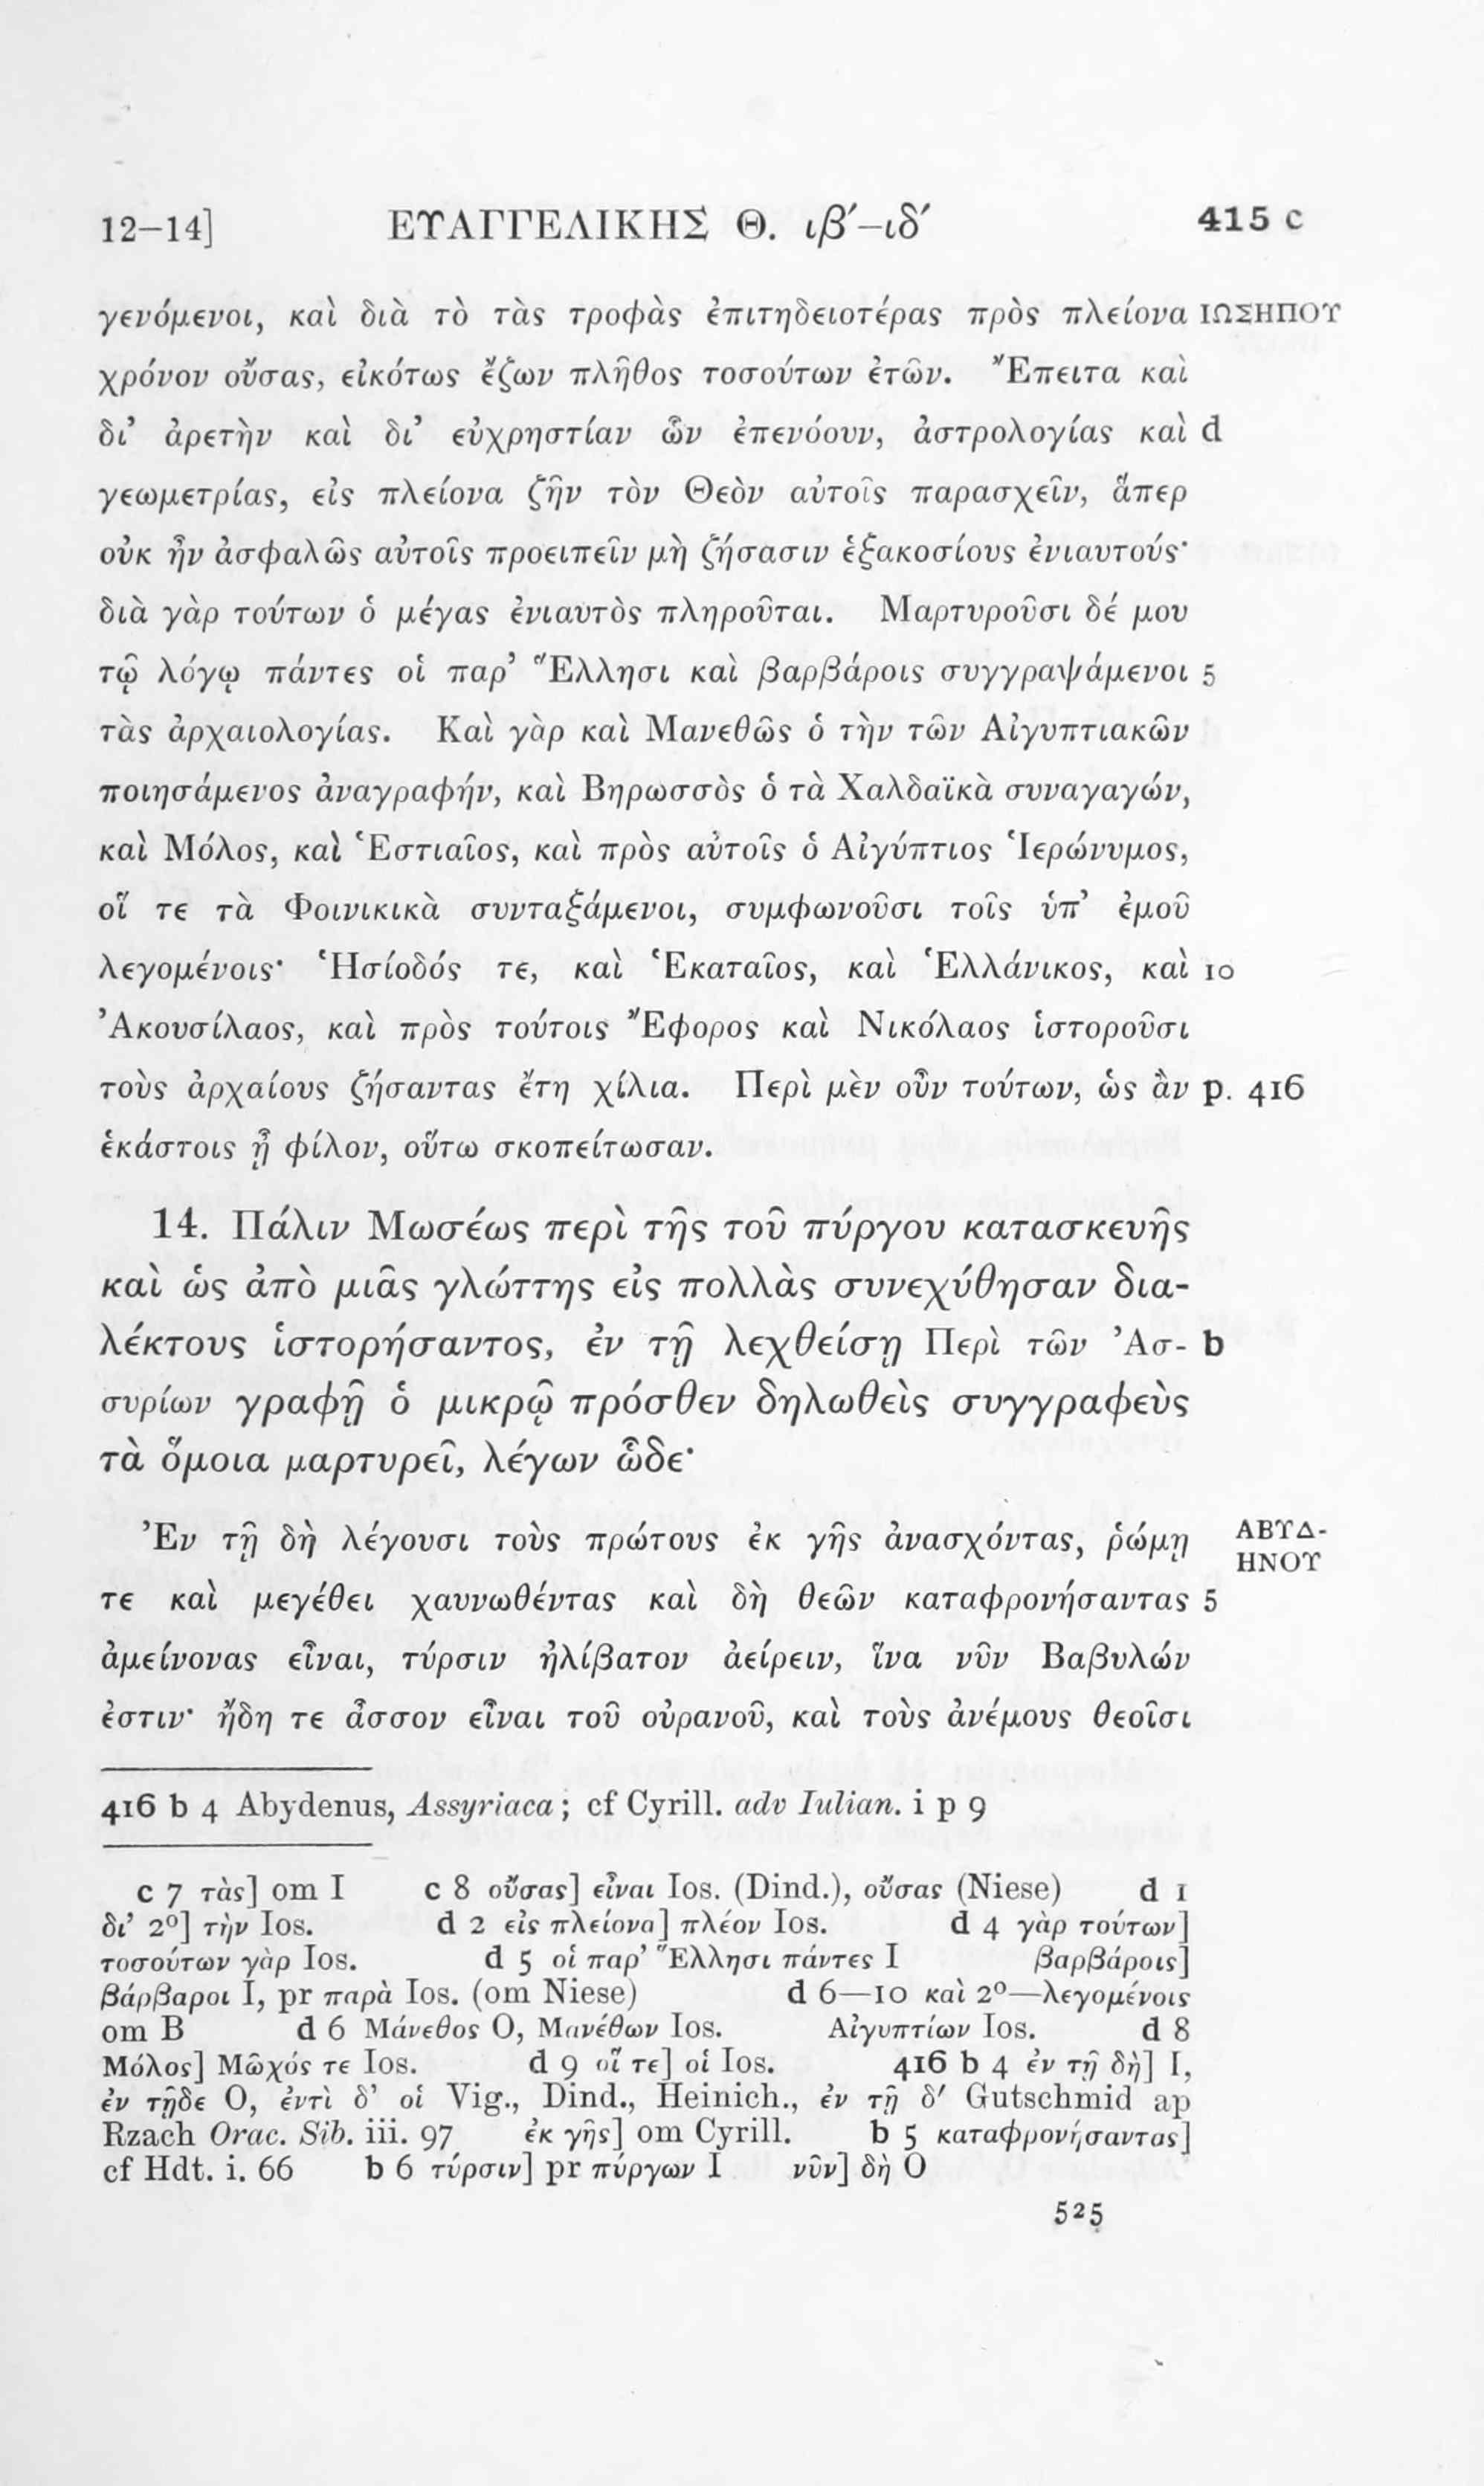 12–14] ΕΥΑΓΓΕΛΙΚΗΣ Θ. ιβ΄–ιδ΄ 415 c
γενόμενοι, καὶ διὰ τὸ τὰς τροφὰς ἐπιτηδειοτέρας πρὸς πλείονα ΙΩΣΗΠΟΥ
χρόνον οὔσας, εἰκότως ἔζων πλῆθος τοσούτων ἐτῶν. Ἔπειτα καὶ
δι’ ἀρετὴν καὶ δι’ εὐχρηστίαν ὧν ἐπενόουν, ἀστρολογίας καὶ d
γεωμετρίας, εἰς πλείονα ζῆν τὸν Θεὸν αὐτοῖς παρασχεῖν, ἅπερ
οὐκ ἦν ἀσφαλῶς αὐτοῖς προειπεῖν μὴ ζήσασιν ἑξακοσίους ἐνιαυτούς·
διὰ γὰρ τούτων ὁ μέγας ἐνιαυτὸς πληροῦται. Μαρτυροῦσι δέ μου
τῷ λόγῳ πάντες οἱ παρ’ Ἕλλησι καὶ βαρβάροις συγγραψάμενοι 5
τὰς ἀρχαιολογίας. Καὶ γὰρ καὶ Μανεθῶς ὁ τὴν τῶν Αἰγυπτιακῶν
ποιησάμενος ἀναγραφήν, καὶ Βηρωσσὸς ὁ τὰ Χαλδαϊκὰ συναγαγών,
καὶ Μόλος, καὶ Ἑστιαῖος, καὶ πρὸς αὐτοῖς ὁ Αἰγύπτιος Ἱερώνυμος,
οἵ τε τὰ Φοινικικὰ συνταξάμενοι, συμφωνοῦσι τοῖς ὑπ’ ἐμοῦ
λεγομένοις· Ἡσίοδός τε, καὶ Ἑκαταῖος, καὶ Ἑλλάνικος, καὶ 10
Ἀκουσίλαος, καὶ πρὸς τούτοις Ἔφορος καὶ Νικόλαος ἱστοροῦσι
τοὺς ἀρχαίους ζήσαντας ἔτη χίλια. Περὶ μὲν οὖν τούτων, ὡς ἂν p. 416
ἑκάστοις ᾖ φίλον, οὕτω σκοπείτωσαν.
14. Πάλιν Μωσέως περὶ τῆς τοῦ πύργου κατασκευῆς
καὶ ὡς ἀπὸ μιᾶς γλώττης εἰς πολλὰς συνεχύθησαν δια-
λέκτους ἱστορήσαντος, ἐν τῇ λεχθείσῃ Περὶ τῶν Ἀσ- b
συρίων γραφῇ ὁ μικρῷ πρόσθεν δηλωθεὶς συγγραφεὺς
τὰ ὅμοια μαρτυρεῖ, λέγων ὧδε·
Ἐν τῇ δὴ λέγουσι τοὺς πρώτους ἐκ γῆς ἀνασχόντας, ῥώμῃ ΑΒΥΔ-
ΗΝΟΥ
τε καὶ μεγέθει χαυνωθέντας καὶ δὴ θεῶν καταφρονήσαντας 5
ἀμείνονας εἶναι, τύρσιν ἠλίβατον ἀείρειν, ἵνα νῦν Βαβυλών
ἐστιν· ἤδη τε ἆσσον εἶναι τοῦ οὐρανοῦ, καὶ τοὺς ἀνέμους θεοῖσι
416 b 4 Abydenus, Assyriaca; cf Cyrill. adv Iulian. i p 9
c 7 τὰς] om I c 8 οὔσας] εἶναι Ios. (Dind.), οὔσας (Niese) d 1
δι’ 2º] τὴν Ios. d 2 εἰς πλείονα] πλέον Ios. d 4 γὰρ τούτων]
τοσούτων γὰρ Ios. d 5 οἱ παρ’ Ἕλλησι πάντες I βαρβάροις]
βάρβαροι I, pr παρὰ Ios. (om Niese) d 6—10 καὶ 2º—λεγομένοις
om B d 6 Μάνεθος O, Μανέθων Ios. Αἰγυπτίων Ios. d 8
Μόλος] Μῶχός τε Ios. d 9 οἵ τε] οἱ Ios. 416 b 4 ἐν τῇ δὴ] I,
ἐν τῇδε O, ἐντὶ δ’ οἱ Vig., Dind., Heinich., ἐν τῇ δ’ Gutschmid ap
Rzach Orac. Sib. iii. 97 ἐκ γῆς] om Cyrill. b 5 καταφρονήσαντας]
cf Hdt. i. 66 b 6 τύρσιν] pr πύργων I νῦν] δὴ O
525